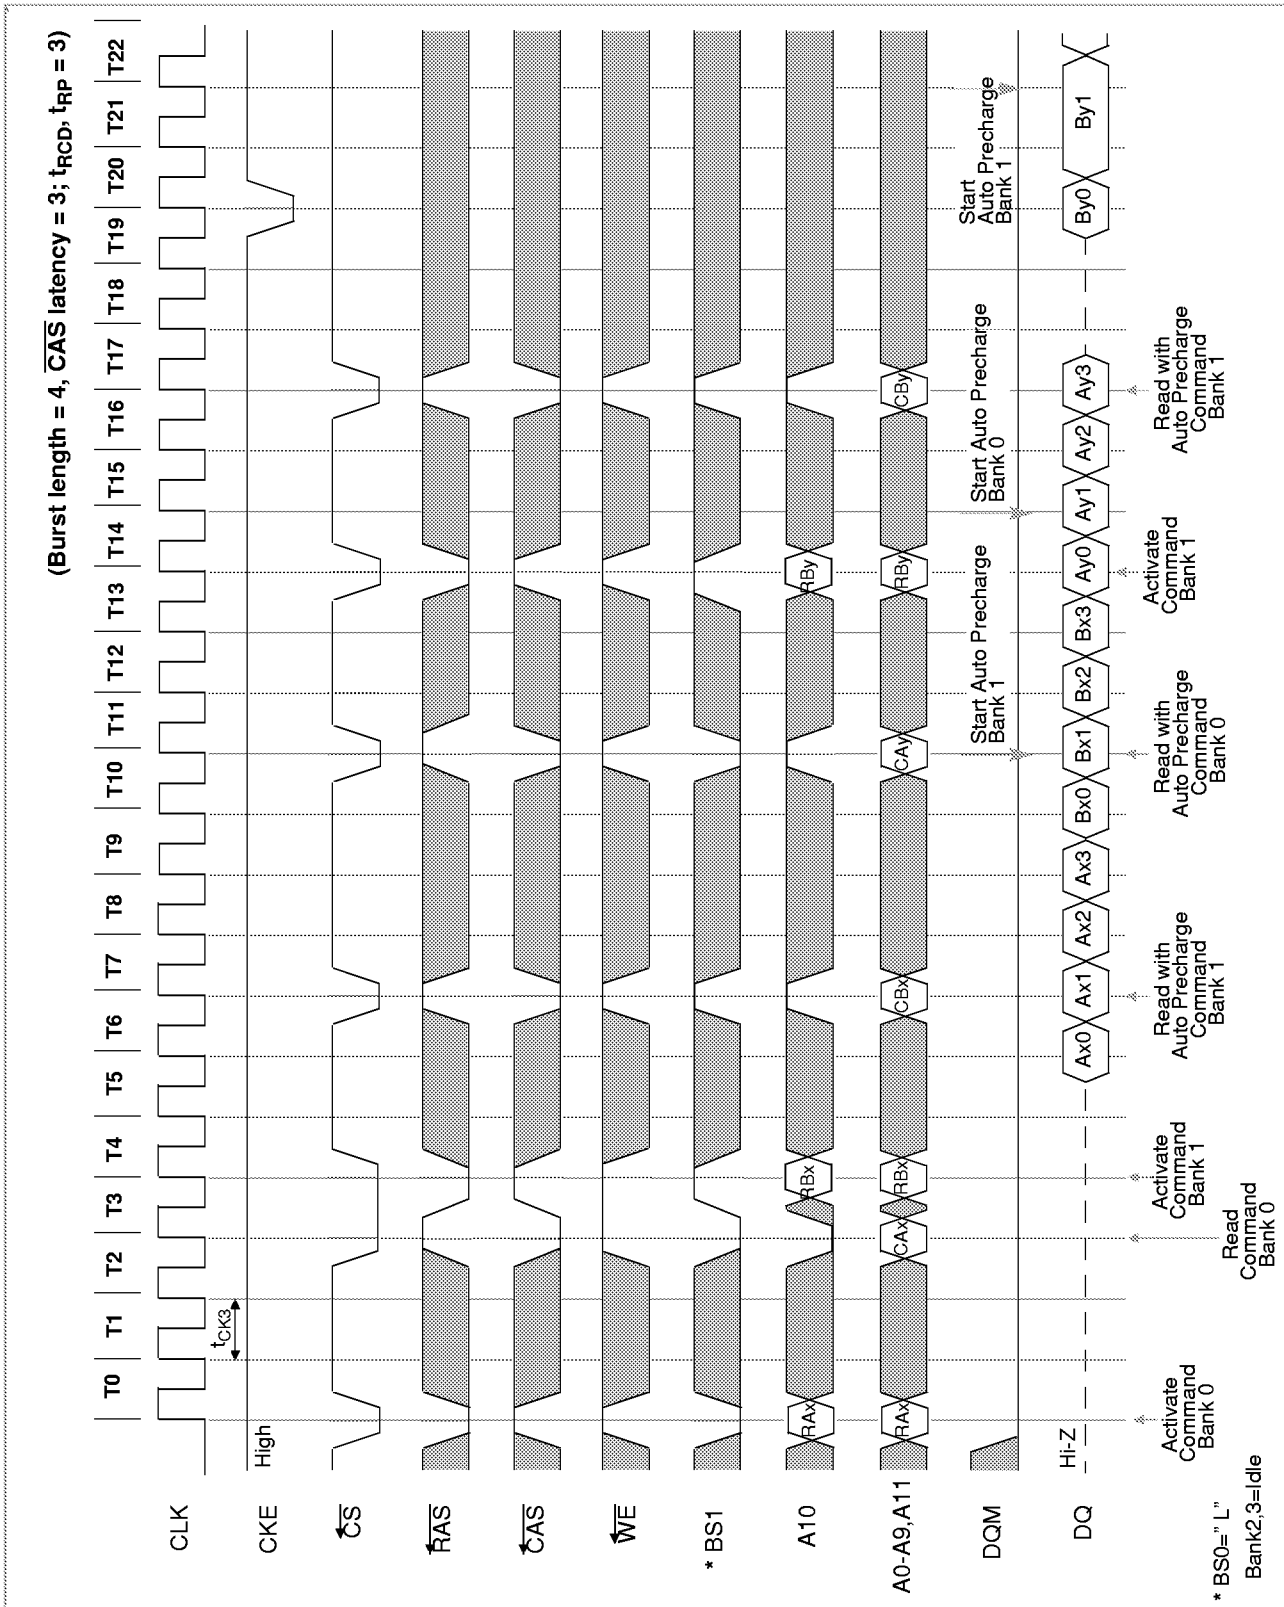 (Burst length = 4, CAS latency = 3; tRCD, tRP = 3)
T0 T1 T2 T3 T4 T5 T6 T7 T8 T9 T10 T11 T12 T13 T14 T15 T16 T17 T18 T19 T20 T21 T22
CLK
tCK3
CKE
High
CS
RAS
CAS
WE
* BS1
A10
RAx RBx RBy
A0-A9,A11
RAx CAx RBx CBx CAy RBy CBy
DQM
Start Auto Precharge
Bank 1
Start Auto Precharge
Bank 0
Start
Auto Precharge
Bank 1
DQ
Hi-Z
Ax0 Ax1 Ax2 Ax3 Bx0 Bx1 Bx2 Bx3 Ay0 Ay1 Ay2 Ay3 By0 By1
Activate
Command
Bank 0
Read
Command
Bank 0
Activate
Command
Bank 1
Read with
Auto Precharge
Command
Bank 1
Read with
Auto Precharge
Command
Bank 0
Activate
Command
Bank 1
Read with
Auto Precharge
Command
Bank 1
* BS0=" L"
Bank2,3=Idle